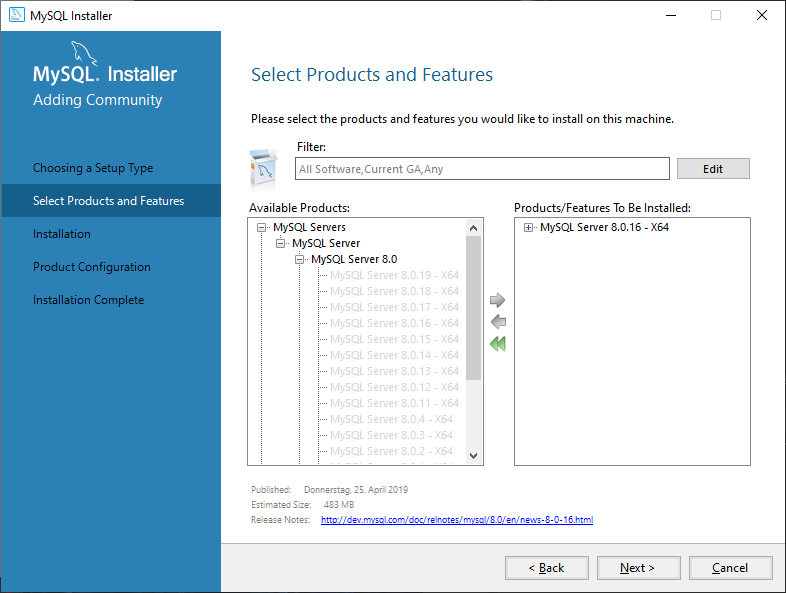 MySQL Installer
MySQL. Installer
Adding Community
Choosing a Setup Type
Select Products and Features
Installation
Product Configuration
Installation Complete
Select Products and Features
Please select the products and features you would like to install on this machine.
Filter:
All Software,Current GA,Any
Edit
Available Products:
MySQL Servers
MySQL Server
MySQL Server 8.0
MySQL Server 8.0.19 - X64
MySQL Server 8.0.18 - X64
MySQL Server 8.0.17 - X64
MySQL Server 8.0.16 - X64
MySQL Server 8.0.15 - X64
MySQL Server 8.0.14 - X64
MySQL Server 8.0.13 - X64
MySQL Server 8.0.12 - X64
MySQL Server 8.0.11 - X64
MySQL Server 8.0.4 - X64
MySQL Server 8.0.3 - X64
MySQL Server 8.0.2 - X64
Products/Features To Be Installed:
MySQL Server 8.0.16 - X64
Published: Donnerstag, 25. April 2019
Estimated Size: 483 MB
Release Notes: http://dev.mysql.com/doc/relnotes/mysql/8.0/en/news-8-0-16.html
< Back
Next >
Cancel